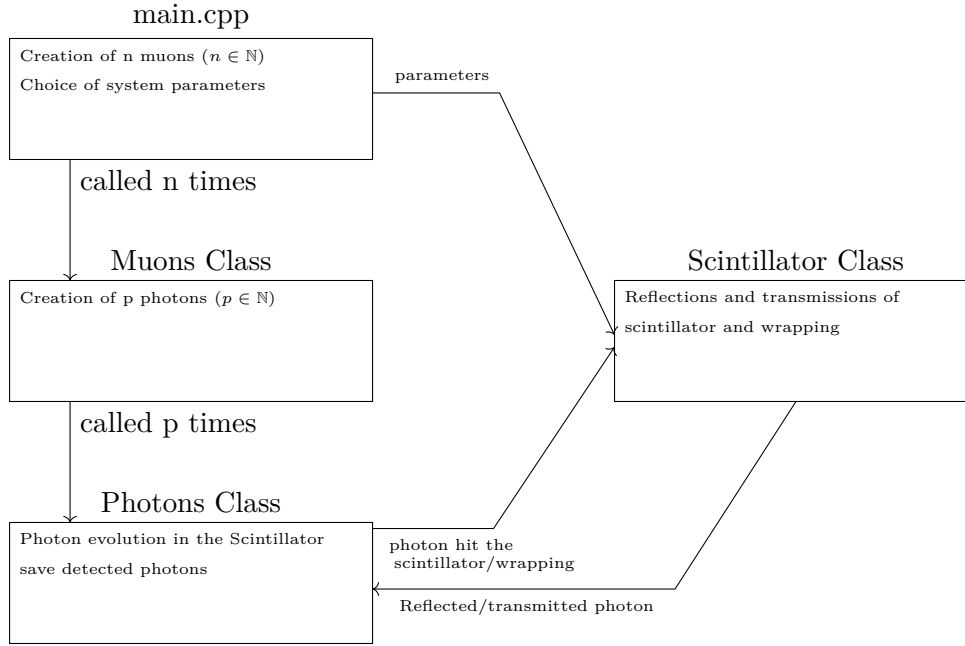 main.cpp
Creation of n muons (n ∈ ℕ)
Choice of system parameters
parameters
called n times
Muons Class
Creation of p photons (p ∈ ℕ)
Scintillator Class
Reflections and transmissions of
scintillator and wrapping
called p times
Photons Class
Photon evolution in the Scintillator
save detected photons
photon hit the
scintillator/wrapping
Reflected/transmitted photon